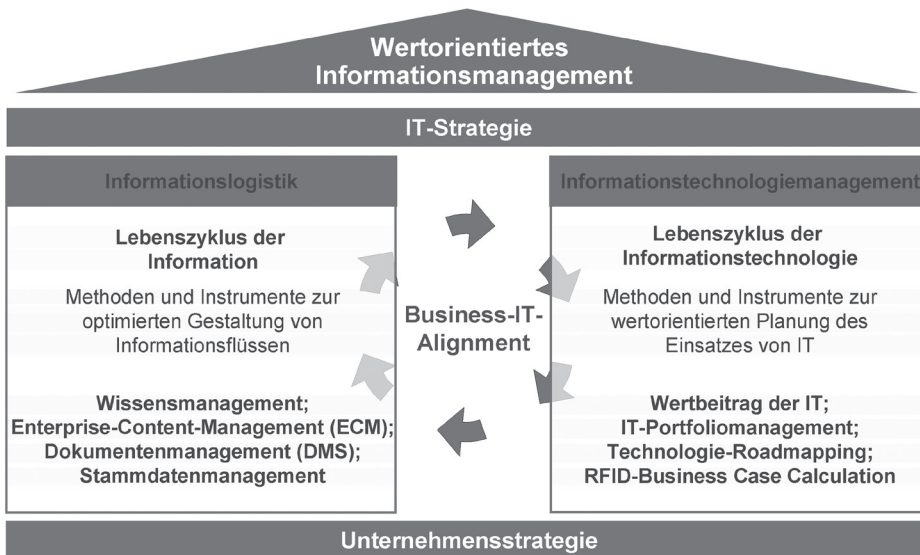 Wertorientiertes
Informationsmanagement
IT-Strategie
Informationslogistik
Lebenszyklus der
Information
Methoden und Instrumente zur
optimierten Gestaltung von
Informationsflüssen
Wissensmanagement;
Enterprise-Content-Management (ECM);
Dokumentenmanagement (DMS);
Stammdatenmanagement
Business-IT-
Alignment
Informationstechnologiemanagement
Lebenszyklus der
Informationstechnologie
Methoden und Instrumente zur
wertorientierten Planung des
Einsatzes von IT
Wertbeitrag der IT;
IT-Portfoliomanagement;
Technologie-Roadmapping;
RFID-Business Case Calculation
Unternehmensstrategie